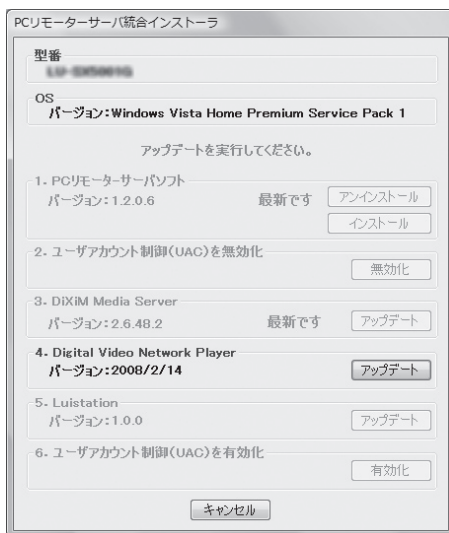 PCリモーターサーバ統合インストーラ
型番
OS
バージョン:Windows Vista Home Premium Service Pack 1
アップデートを実行してください。
1. PCリモーターサーバソフト
バージョン:1.2.0.6 最新です アンインストール
インストール
2. ユーザアカウント制御(UAC)を無効化
無効化
3. DiXiM Media Server
バージョン:2.6.48.2 最新です アップデート
4. Digital Video Network Player
バージョン:2008/2/14 アップデート
5. Luistation
バージョン:1.0.0 アップデート
6. ユーザアカウント制御(UAC)を有効化
有効化
キャンセル